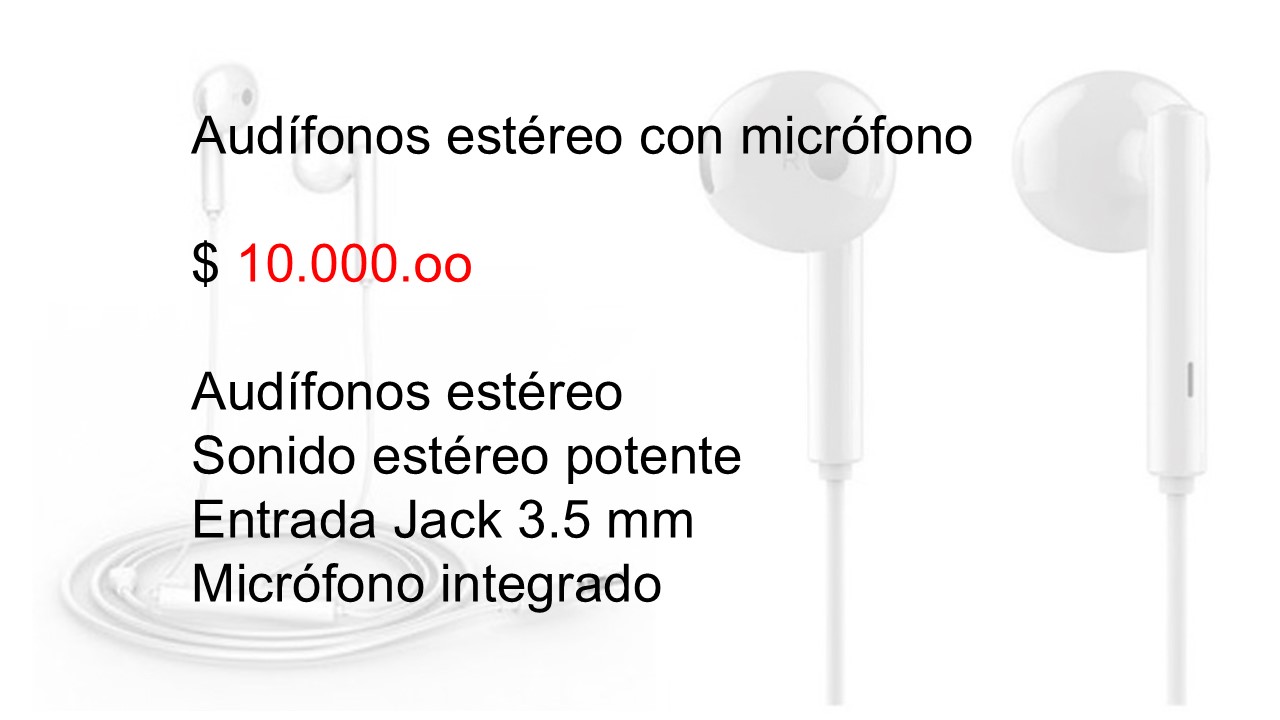 Audífonos estéreo con micrófono
$ 10.000.oo
Audífonos estéreo
Sonido estéreo potente
Entrada Jack 3.5 mm
Micrófono integrado
R